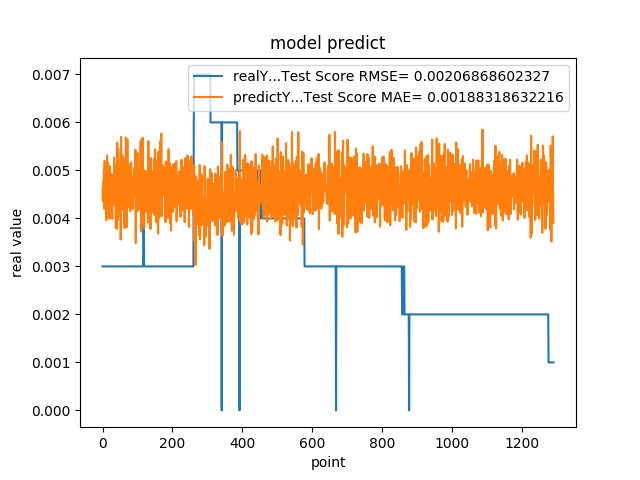 model predict
realY...Test Score RMSE= 0.00206868602327
predictY...Test Score MAE= 0.00188318632216
0.007
0.006
0.005
0.004
0.003
0.002
0.001
0.000
real value
0 200 400 600 800 1000 1200
point